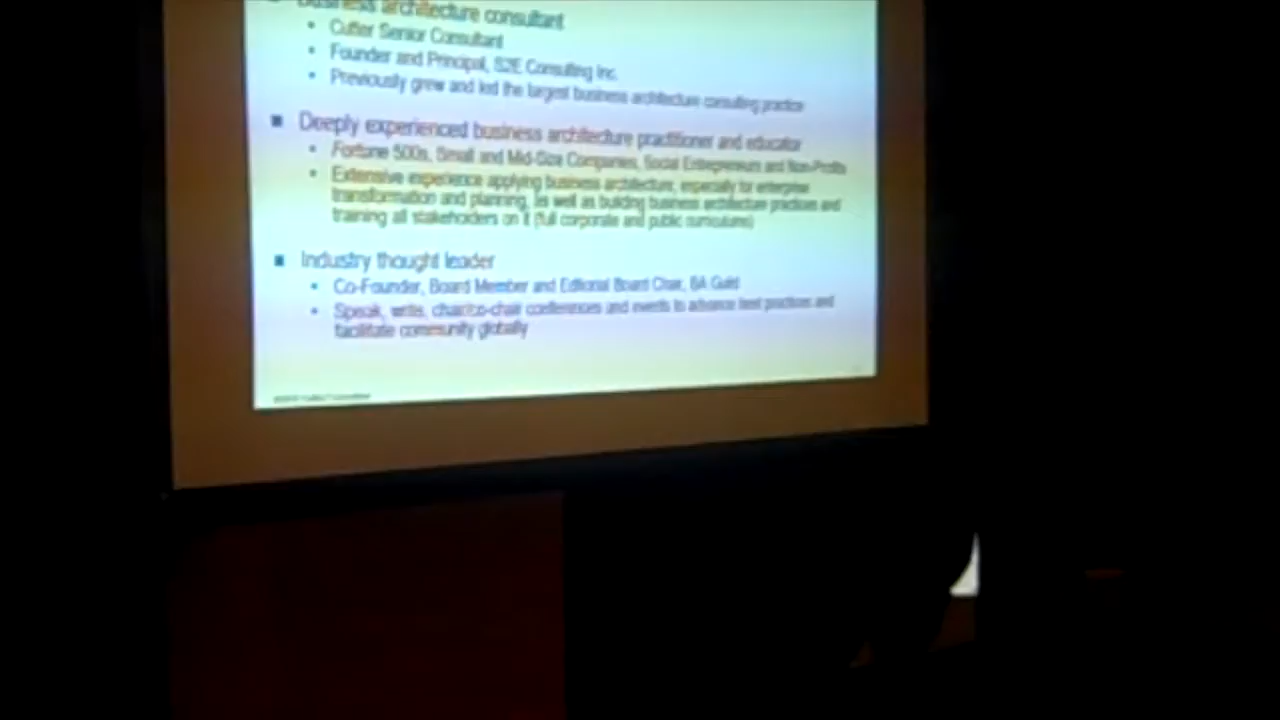 Business architecture consultant
• Cutter Senior Consultant
• Founder and Principal, S2E Consulting Inc.
• Previously grew and led the largest business architecture consulting practice
■ Deeply experienced business architecture practitioner and educator
• Fortune 500s, Small and Mid-Size Companies, Social Entrepreneurs and Non-Profits
• Extensive experience applying business architecture, especially for enterprise
transformation and planning, as well as building business architecture practices and
training all stakeholders on it (full corporate and public curriculums)
■ Industry thought leader
• Co-Founder, Board Member and Editorial Board Chair, BA Guild
• Speak, write, chair/co-chair conferences and events to advance best practices and
facilitate community globally